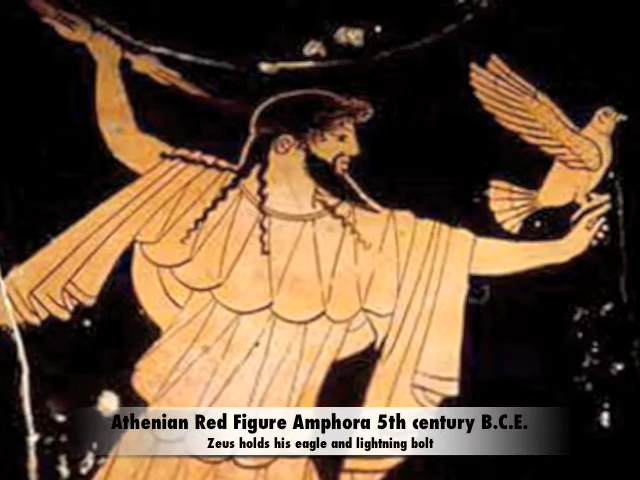 Athenian Red Figure Amphora 5th century B.C.E.
Zeus holds his eagle and lightning bolt